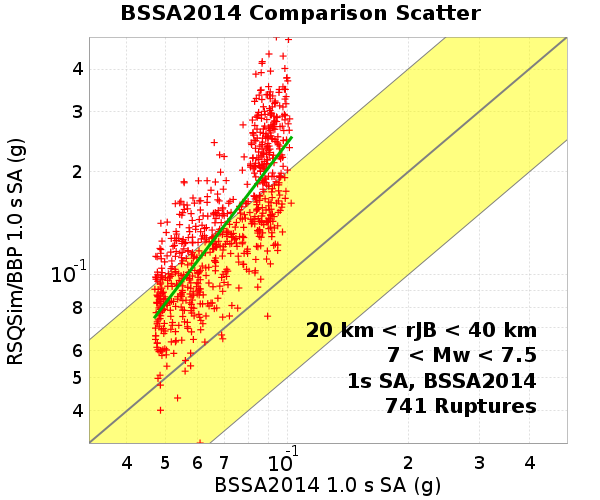 BSSA2014 Comparison Scatter
RSQSim/BBP 1.0 s SA (g)
4
3
2
10-1
8
6
5
4
20 km < rJB < 40 km
7 < Mw < 7.5
1s SA, BSSA2014
741 Ruptures
4 5 6 7 10-1 2 3 4
BSSA2014 1.0 s SA (g)